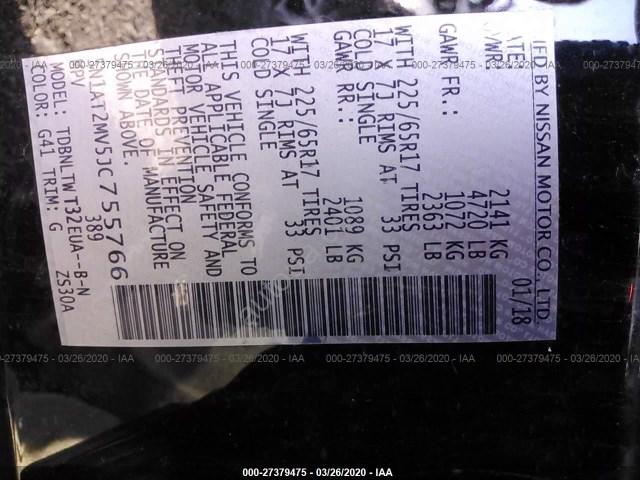 MFD BY NISSAN MOTOR CO., LTD.
01/18
2141 KG
4720 LB
GAWR FR.: 1072 KG
2363 LB
WITH 225/65R17 TIRES
17 X 7J RIMS AT 33 PSI
COLD SINGLE
GAWR RR.: 1089 KG
2401 LB
WITH 225/65R17 TIRES
17 X 7J RIMS AT 33 PSI
COLD SINGLE
THIS VEHICLE CONFORMS TO
ALL APPLICABLE FEDERAL
MOTOR VEHICLE SAFETY AND
THEFT PREVENTION
STANDARDS IN EFFECT ON
THE DATE OF MANUFACTURE
SHOWN ABOVE.
5N1AT2MV5JC755766
MPV 389
MODEL: TDBNLTWT32EUA--B-N
COLOR: G41 TRIM: G ZS30A
000-27379475 - 03/26/2020 - IAA